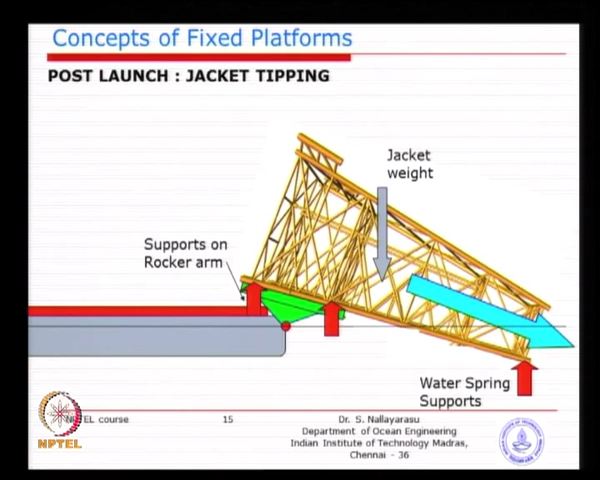 Concepts of Fixed Platforms
POST LAUNCH : JACKET TIPPING
Jacket
weight
Supports on
Rocker arm
Water Spring
Supports
NPTEL course
15
Dr. S. Nallayarasu
Department of Ocean Engineering
Indian Institute of Technology Madras,
Chennai - 36
NPTEL